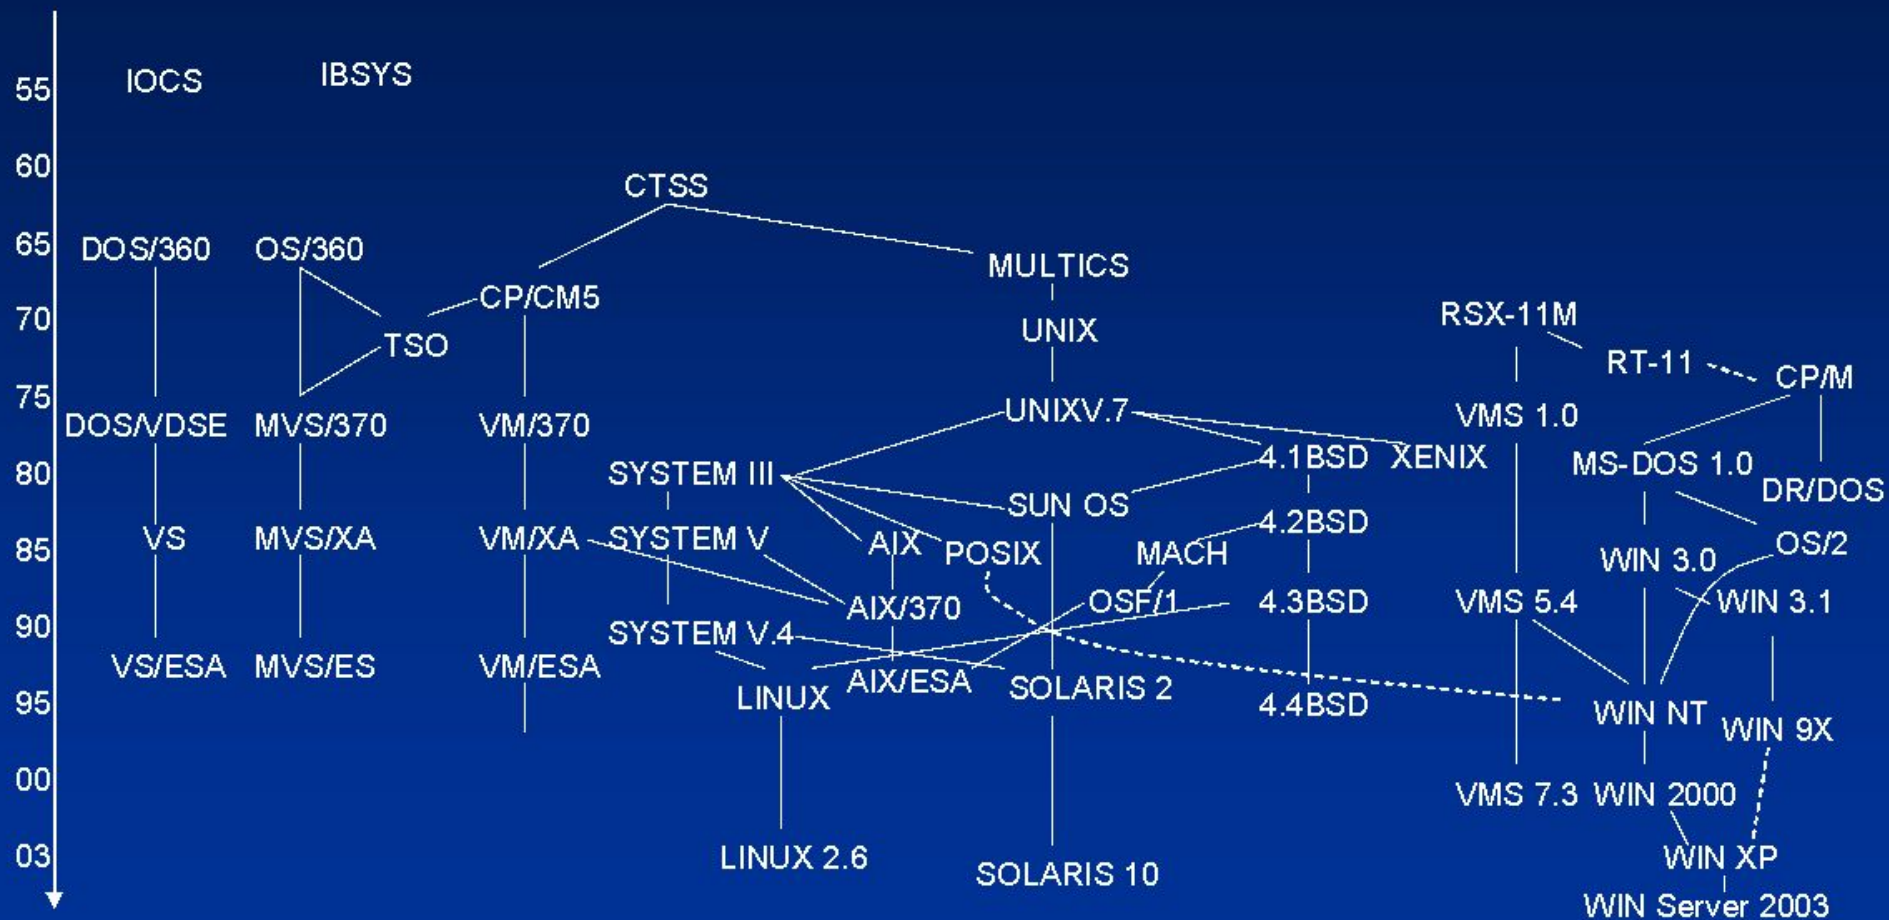 55 IOCS IBSYS
60
CTSS
65 DOS/360 OS/360 MULTICS
70 CP/CM5 RSX-11M
TSO UNIX RT-11 CP/M
75 DOS/VDSE MVS/370 VM/370 UNIXV.7 VMS 1.0
80 SYSTEM III 4.1BSD XENIX MS-DOS 1.0
SUN OS DR/DOS
85 VS MVS/XA VM/XA SYSTEM V AIX POSIX MACH 4.2BSD WIN 3.0 OS/2
AIX/370 OSF/1 4.3BSD VMS 5.4 WIN 3.1
90 SYSTEM V.4
VS/ESA MVS/ES VM/ESA AIX/ESA
95 LINUX SOLARIS 2 4.4BSD WIN NT WIN 9X
00 VMS 7.3 WIN 2000
03 LINUX 2.6 SOLARIS 10 WIN XP
WIN Server 2003